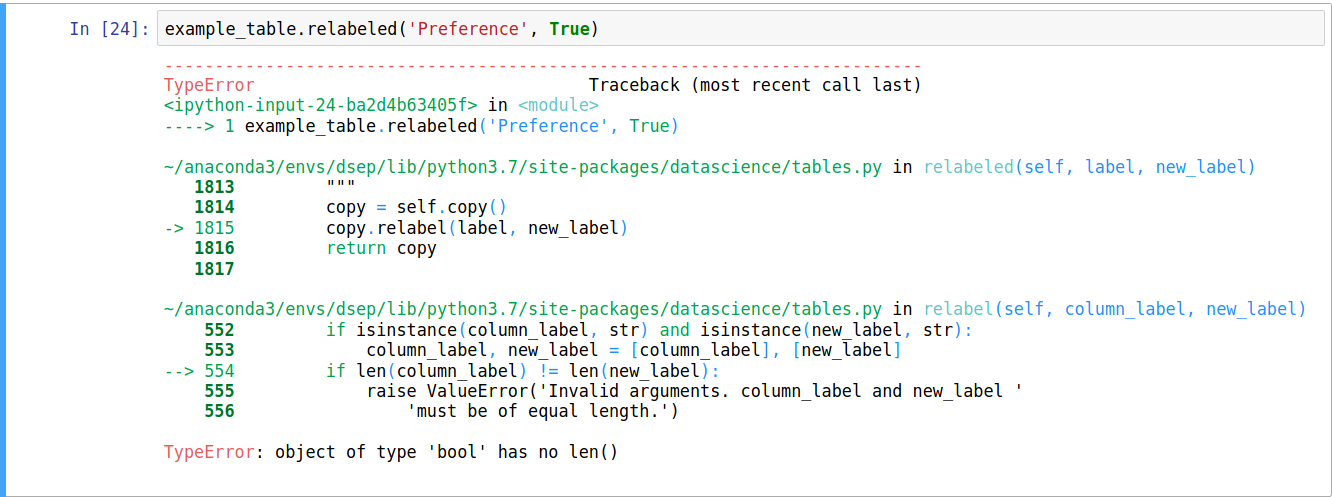 In [24]: example_table.relabeled('Preference', True)
---------------------------------------------------------------------------
TypeError                                 Traceback (most recent call last)
<ipython-input-24-ba2d4b63405f> in <module>
----> 1 example_table.relabeled('Preference', True)
~/anaconda3/envs/dsep/lib/python3.7/site-packages/datascience/tables.py in relabeled(self, label, new_label)
   1813         """
   1814         copy = self.copy()
-> 1815         copy.relabel(label, new_label)
   1816         return copy
   1817
~/anaconda3/envs/dsep/lib/python3.7/site-packages/datascience/tables.py in relabel(self, column_label, new_label)
    552         if isinstance(column_label, str) and isinstance(new_label, str):
    553             column_label, new_label = [column_label], [new_label]
--> 554         if len(column_label) != len(new_label):
    555             raise ValueError('Invalid arguments. column_label and new_label '
    556                 'must be of equal length.')
TypeError: object of type 'bool' has no len()